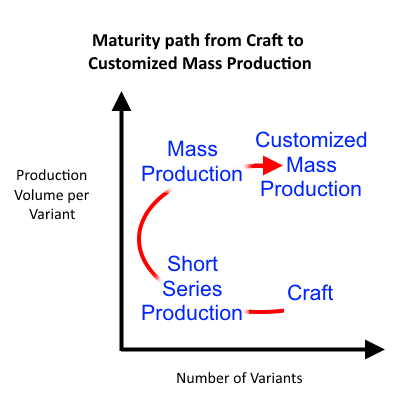 Maturity path from Craft to
Customized Mass Production
Production
Volume per
Variant
Mass
Production
Customized
Mass
Production
Short
Series
Production
Craft
Number of Variants